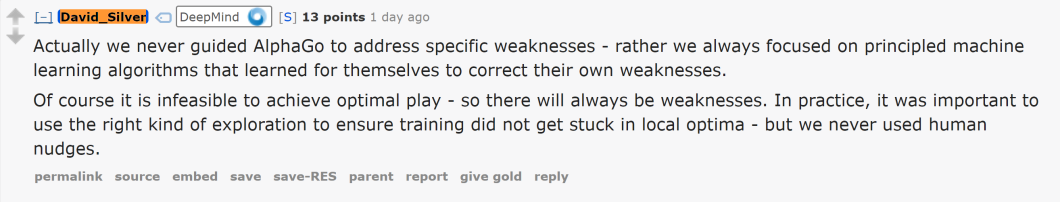 [–] David_Silver DeepMind [S] 13 points 1 day ago
Actually we never guided AlphaGo to address specific weaknesses - rather we always focused on principled machine
learning algorithms that learned for themselves to correct their own weaknesses.
Of course it is infeasible to achieve optimal play - so there will always be weaknesses. In practice, it was important to
use the right kind of exploration to ensure training did not get stuck in local optima - but we never used human
nudges.
permalink source embed save save-RES parent report give gold reply